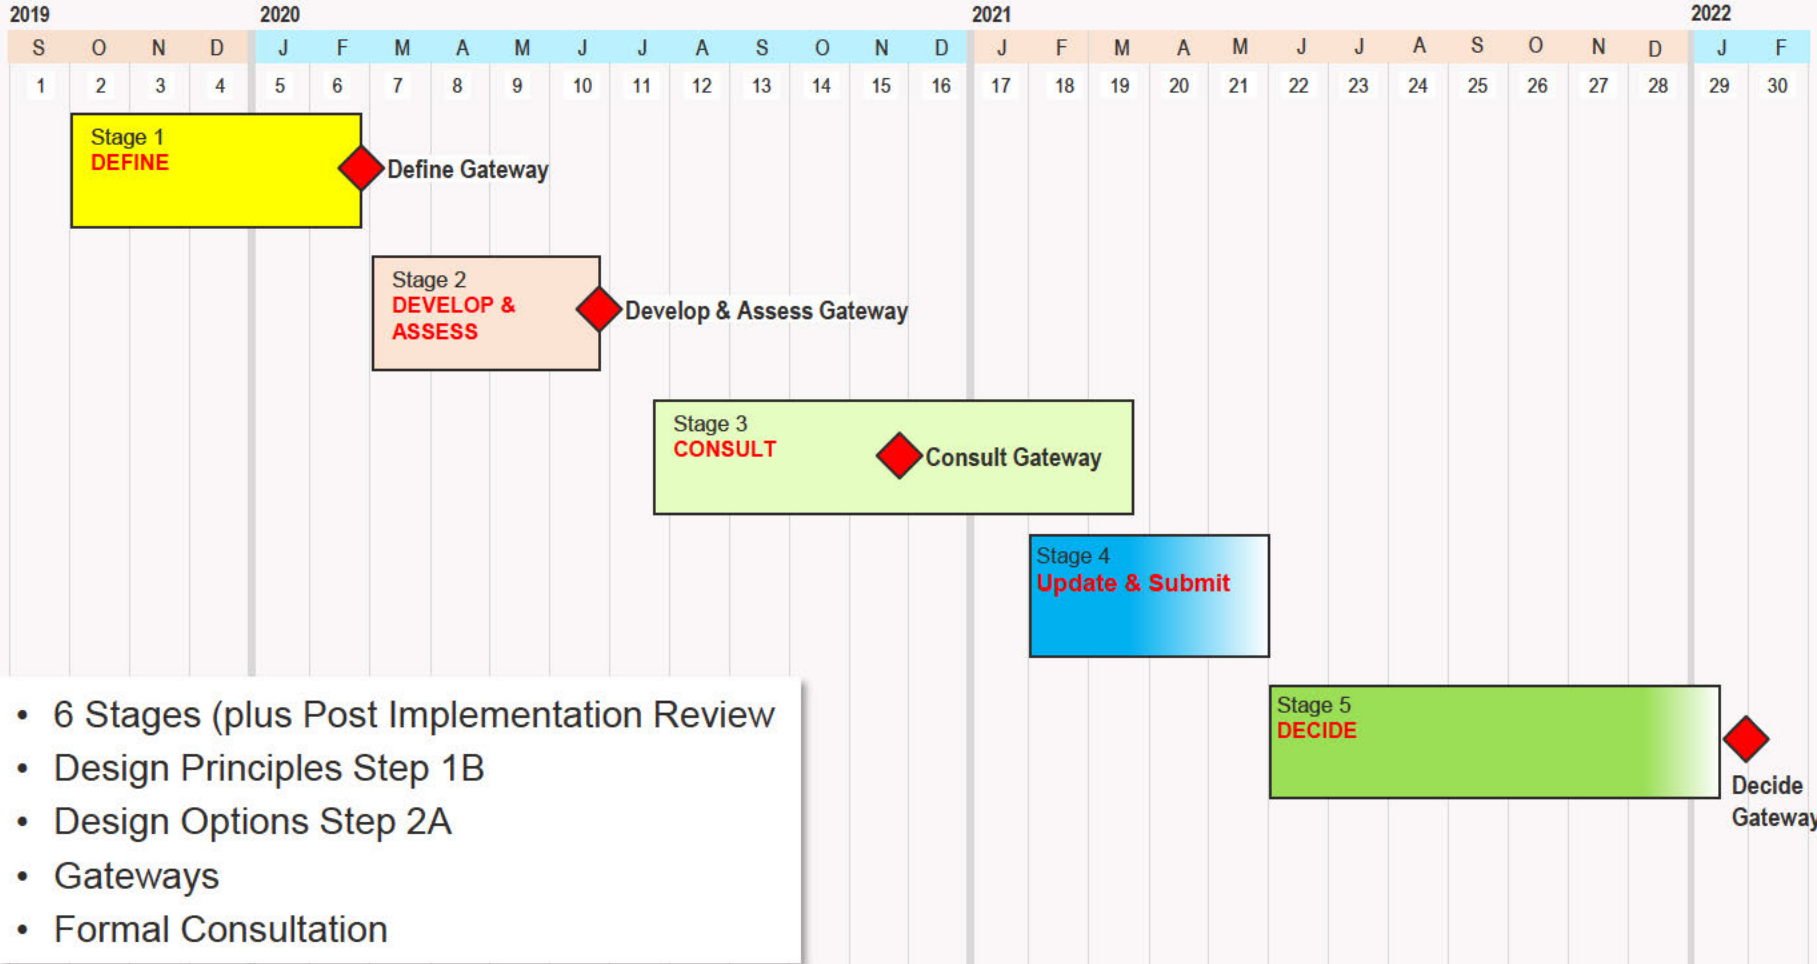 2019 2020 2021 2022
S O N D J F M A M J J A S O N D J F M A M J J A S O N D J F
1 2 3 4 5 6 7 8 9 10 11 12 13 14 15 16 17 18 19 20 21 22 23 24 25 26 27 28 29 30
Stage 1
DEFINE
Define Gateway
Stage 2
DEVELOP &
ASSESS
Develop & Assess Gateway
Stage 3
CONSULT
Consult Gateway
Stage 4
Update & Submit
Stage 5
DECIDE
Decide
Gateway
• 6 Stages (plus Post Implementation Review
• Design Principles Step 1B
• Design Options Step 2A
• Gateways
• Formal Consultation